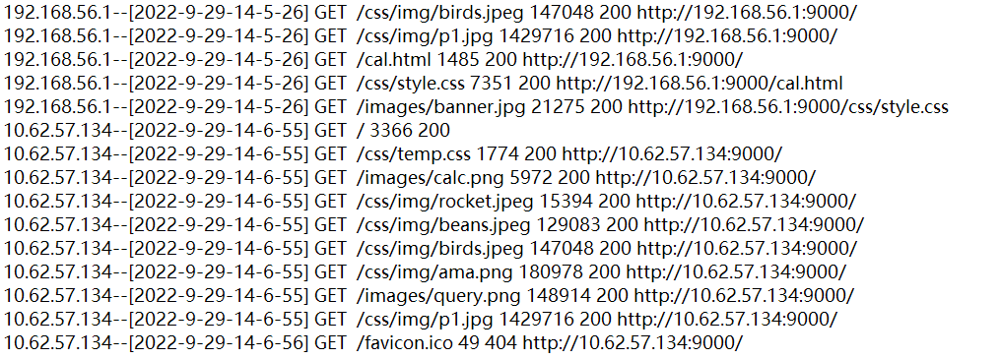 192.168.56.1--[2022-9-29-14-5-26] GET  /css/img/birds.jpeg 147048 200 http://192.168.56.1:9000/
192.168.56.1--[2022-9-29-14-5-26] GET  /css/img/p1.jpg 1429716 200 http://192.168.56.1:9000/
192.168.56.1--[2022-9-29-14-5-26] GET  /cal.html 1485 200 http://192.168.56.1:9000/
192.168.56.1--[2022-9-29-14-5-26] GET  /css/style.css 7351 200 http://192.168.56.1:9000/cal.html
192.168.56.1--[2022-9-29-14-5-26] GET  /images/banner.jpg 21275 200 http://192.168.56.1:9000/css/style.css
10.62.57.134--[2022-9-29-14-6-55] GET  / 3366 200
10.62.57.134--[2022-9-29-14-6-55] GET  /css/temp.css 1774 200 http://10.62.57.134:9000/
10.62.57.134--[2022-9-29-14-6-55] GET  /images/calc.png 5972 200 http://10.62.57.134:9000/
10.62.57.134--[2022-9-29-14-6-55] GET  /css/img/rocket.jpeg 15394 200 http://10.62.57.134:9000/
10.62.57.134--[2022-9-29-14-6-55] GET  /css/img/beans.jpeg 129083 200 http://10.62.57.134:9000/
10.62.57.134--[2022-9-29-14-6-55] GET  /css/img/birds.jpeg 147048 200 http://10.62.57.134:9000/
10.62.57.134--[2022-9-29-14-6-55] GET  /css/img/ama.png 180978 200 http://10.62.57.134:9000/
10.62.57.134--[2022-9-29-14-6-55] GET  /images/query.png 148914 200 http://10.62.57.134:9000/
10.62.57.134--[2022-9-29-14-6-55] GET  /css/img/p1.jpg 1429716 200 http://10.62.57.134:9000/
10.62.57.134--[2022-9-29-14-6-56] GET  /favicon.ico 49 404 http://10.62.57.134:9000/